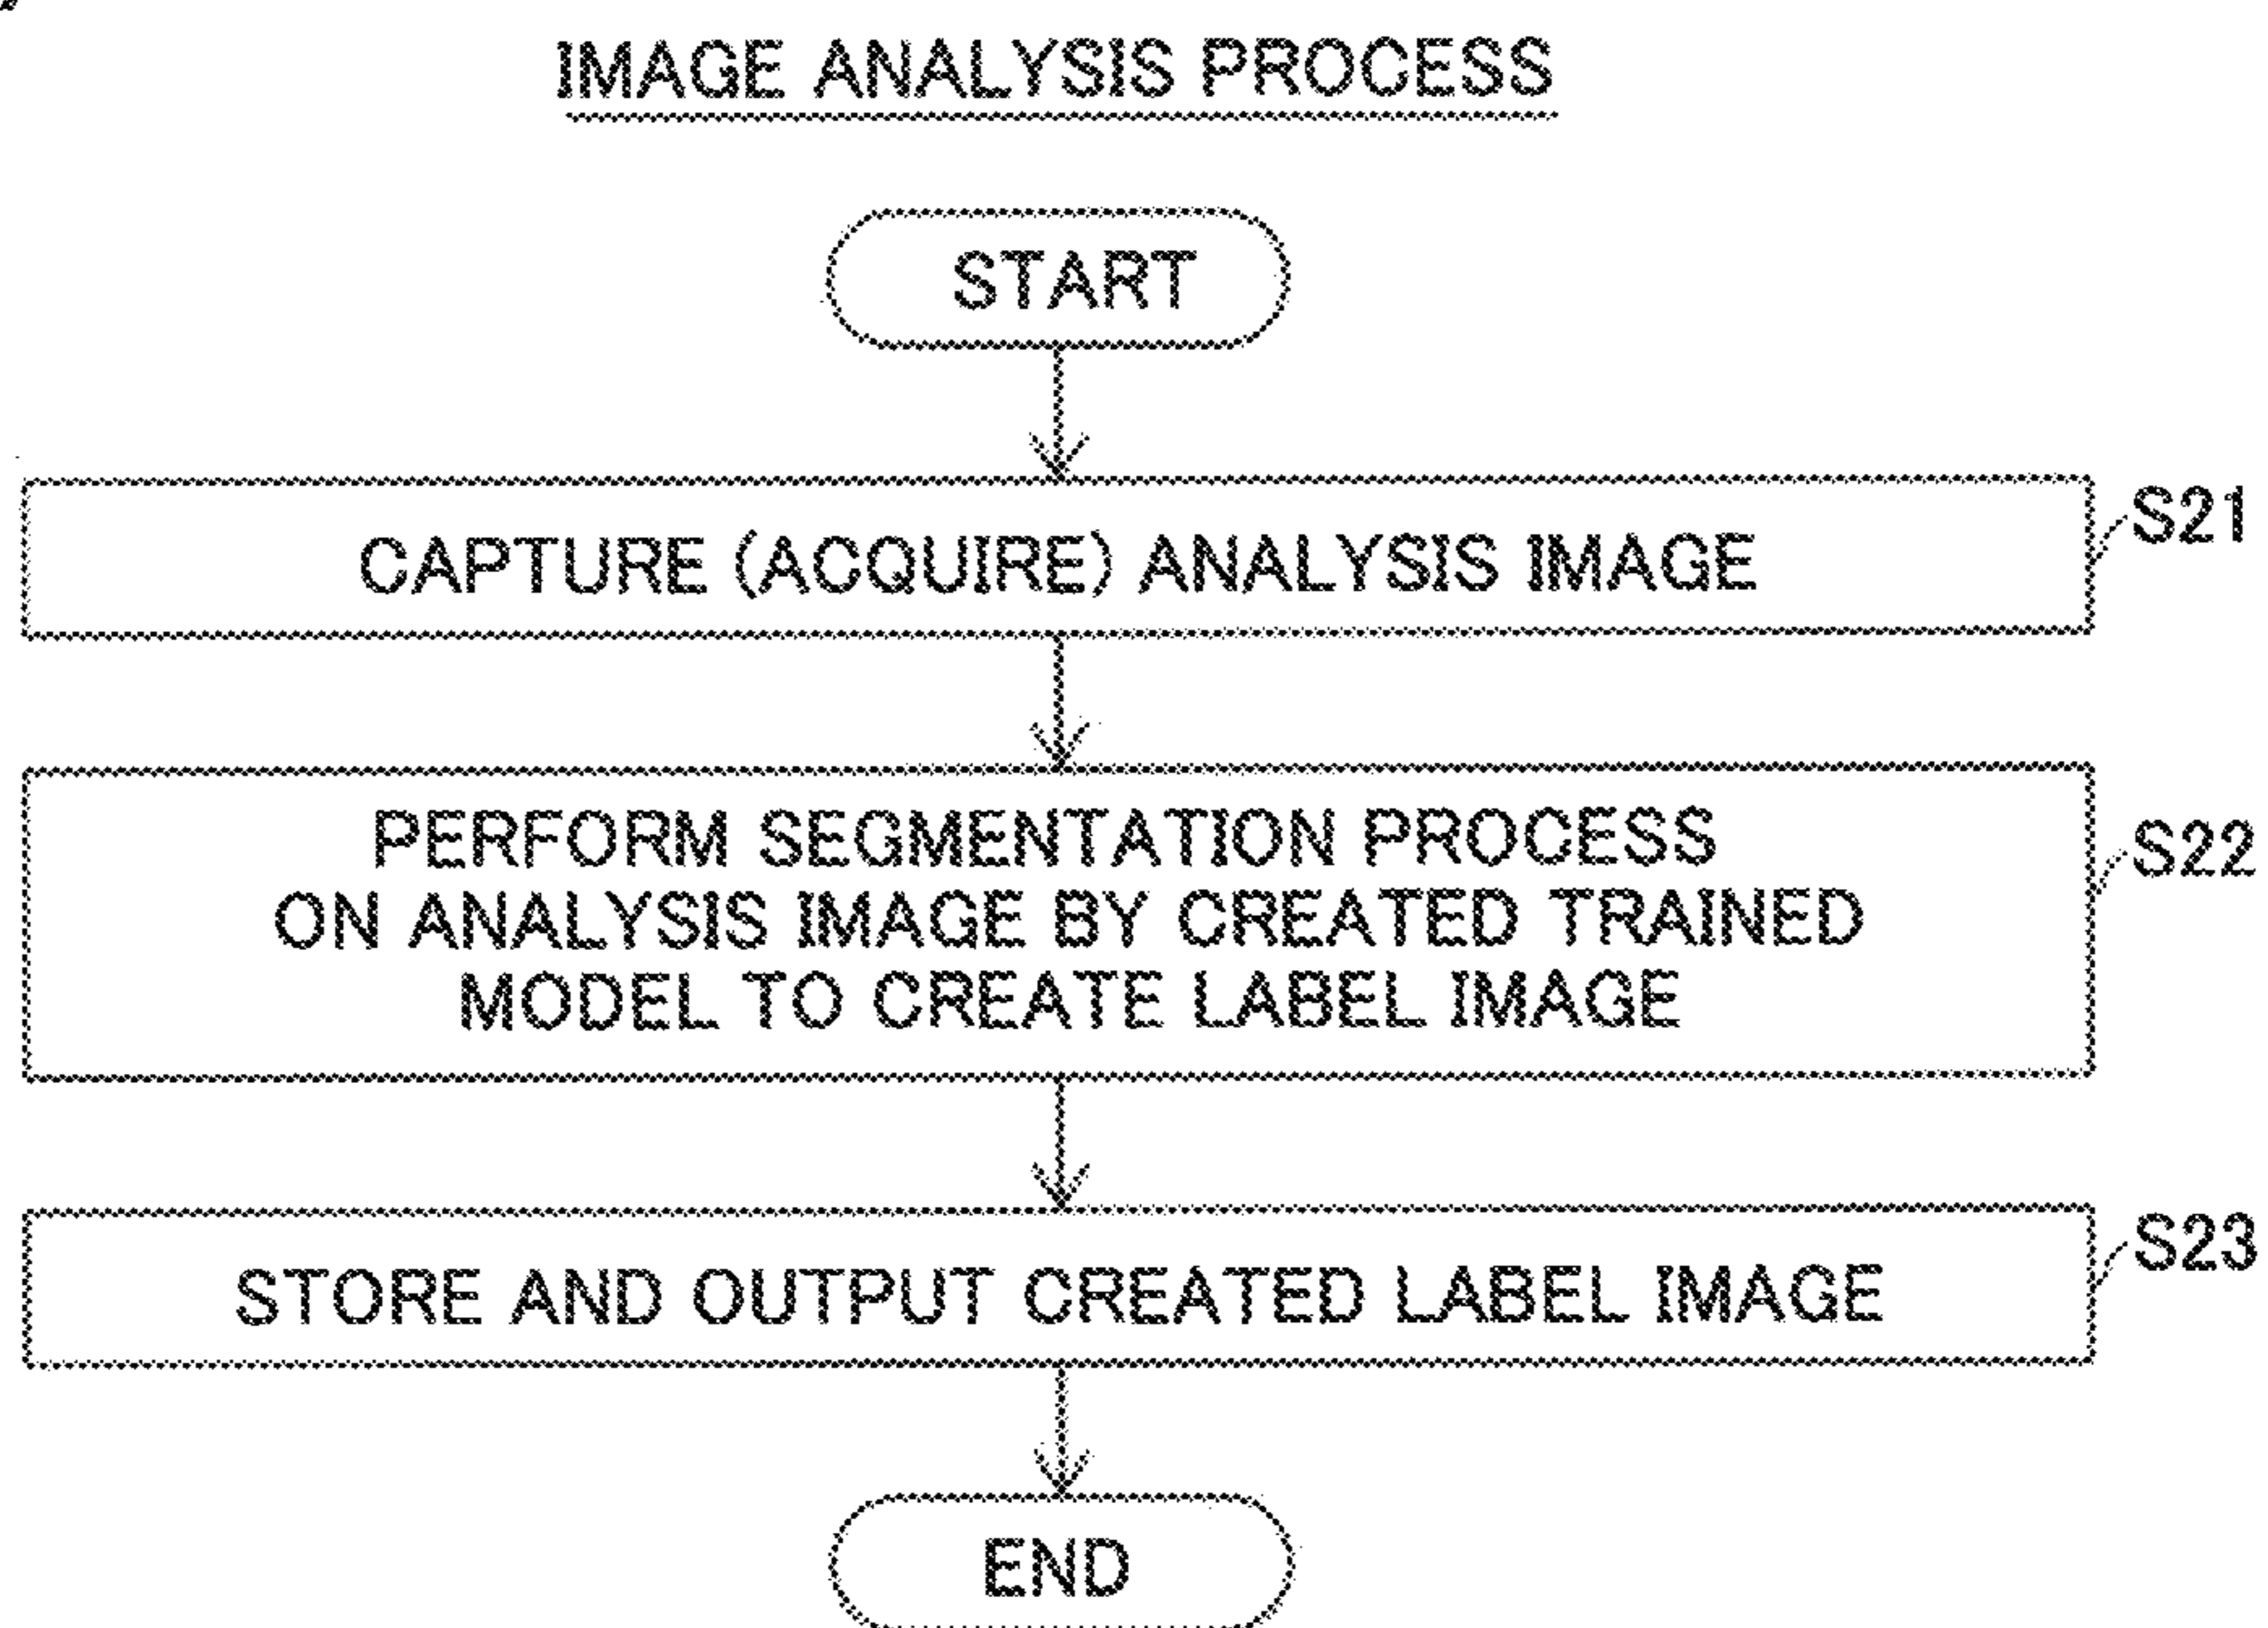 IMAGE ANALYSIS PROCESS
START
CAPTURE (ACQUIRE) ANALYSIS IMAGE
S21
PERFORM SEGMENTATION PROCESS
ON ANALYSIS IMAGE BY CREATED TRAINED
MODEL TO CREATE LABEL IMAGE
S22
STORE AND OUTPUT CREATED LABEL IMAGE
S23
END